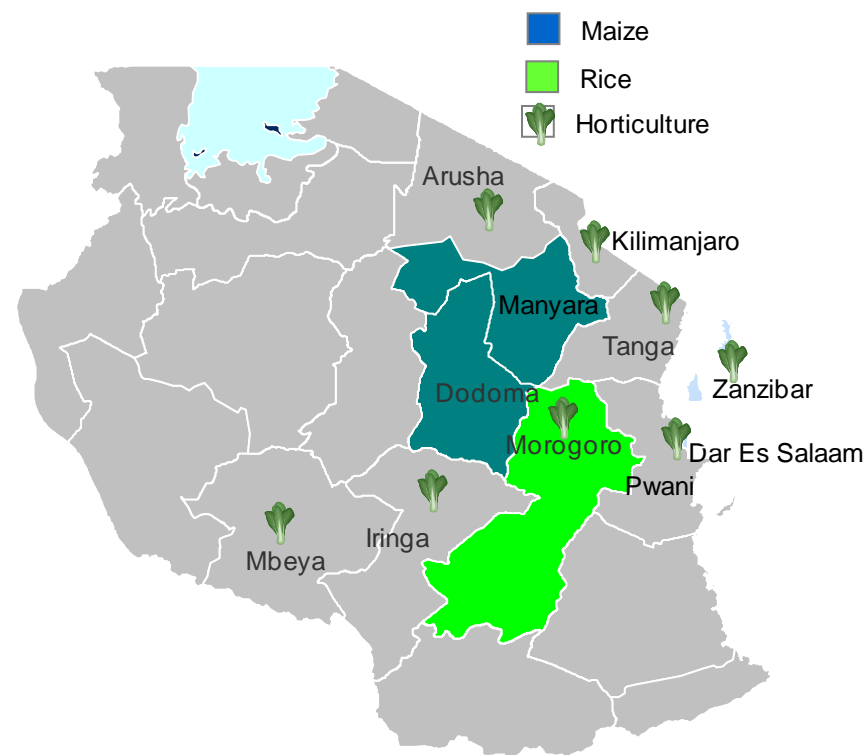 Maize
Rice
Horticulture
Arusha
Kilimanjaro
Manyara
Tanga
Zanzibar
Dodoma
Morogoro
Dar Es Salaam
Pwani
Iringa
Mbeya